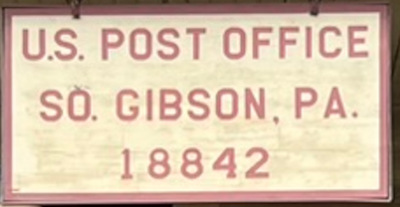 U.S. POST OFFICE
SO. GIBSON, PA.
18842